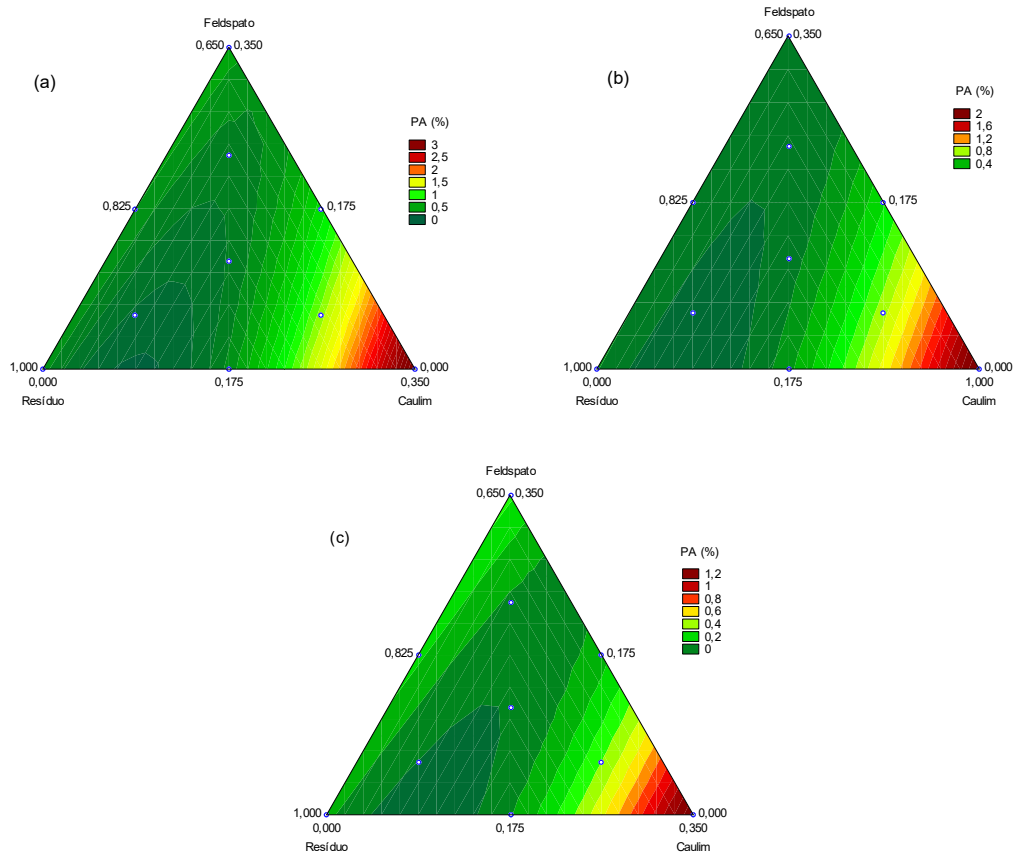 Feldspato
0,650 0,350
(a)
PA (%)
3
2,5
2
1,5
1
0,5
0
0,825
0,175
1,000
0,000
0,000
0,175
0,350
Resíduo
Caulim
Feldspato
0,650 0,350
(b)
PA (%)
2
1,6
1,2
0,8
0,4
0,825
0,175
1,000
0,000
0,000
0,175
1,000
Resíduo
Caulim
Feldspato
0,650 0,350
(c)
PA (%)
1,2
1
0,8
0,6
0,4
0,2
0
0,825
0,175
1,000
0,000
0,000
0,175
0,350
Resíduo
Caulim